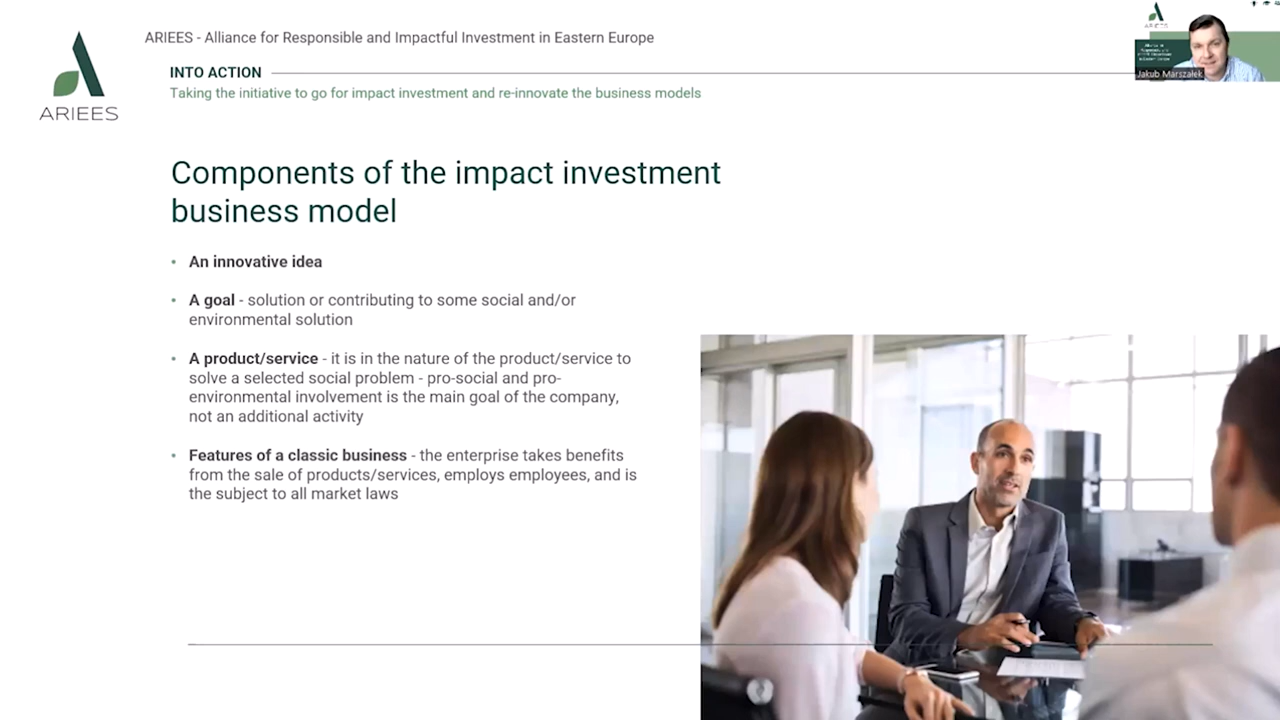 ARIEES - Alliance for Responsible and Impactful Investment in Eastern Europe
INTO ACTION
Taking the initiative to go for impact investment and re-innovate the business models
ARIEES
Jakub Marszałek
Components of the impact investment
business model
• An innovative idea
• A goal - solution or contributing to some social and/or
environmental solution
• A product/service - it is in the nature of the product/service to
solve a selected social problem - pro-social and pro-
environmental involvement is the main goal of the company,
not an additional activity
• Features of a classic business - the enterprise takes benefits
from the sale of products/services, employs employees, and is
the subject to all market laws